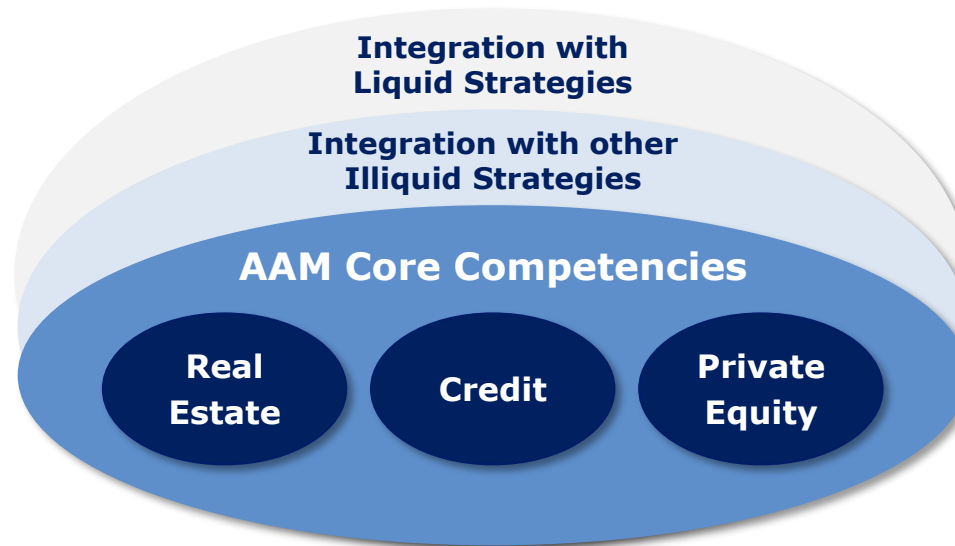 Integration with
Liquid Strategies
Integration with other
Illiquid Strategies
AAM Core Competencies
Real
Estate
Credit
Private
Equity